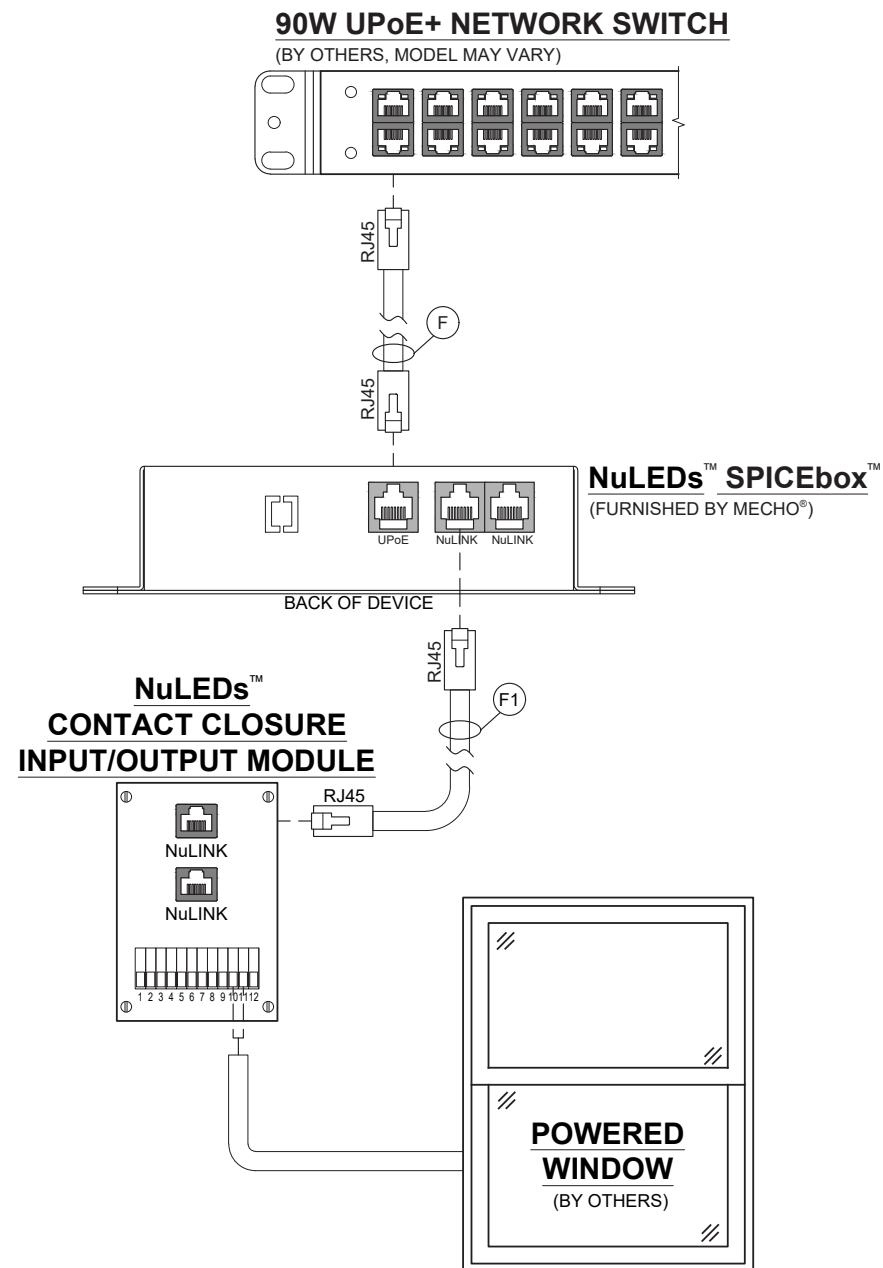 90W UPoE+ NETWORK SWITCH
(BY OTHERS, MODEL MAY VARY)
RJ45
F
RJ45
NuLEDs™ SPICEbox™
(FURNISHED BY MECHO®)
UPoE NuLINK NuLINK
BACK OF DEVICE
RJ45
F1
NuLEDs™
CONTACT CLOSURE
INPUT/OUTPUT MODULE
RJ45
NuLINK
NuLINK
1 2 3 4 5 6 7 8 9 10 11 12
POWERED
WINDOW
(BY OTHERS)